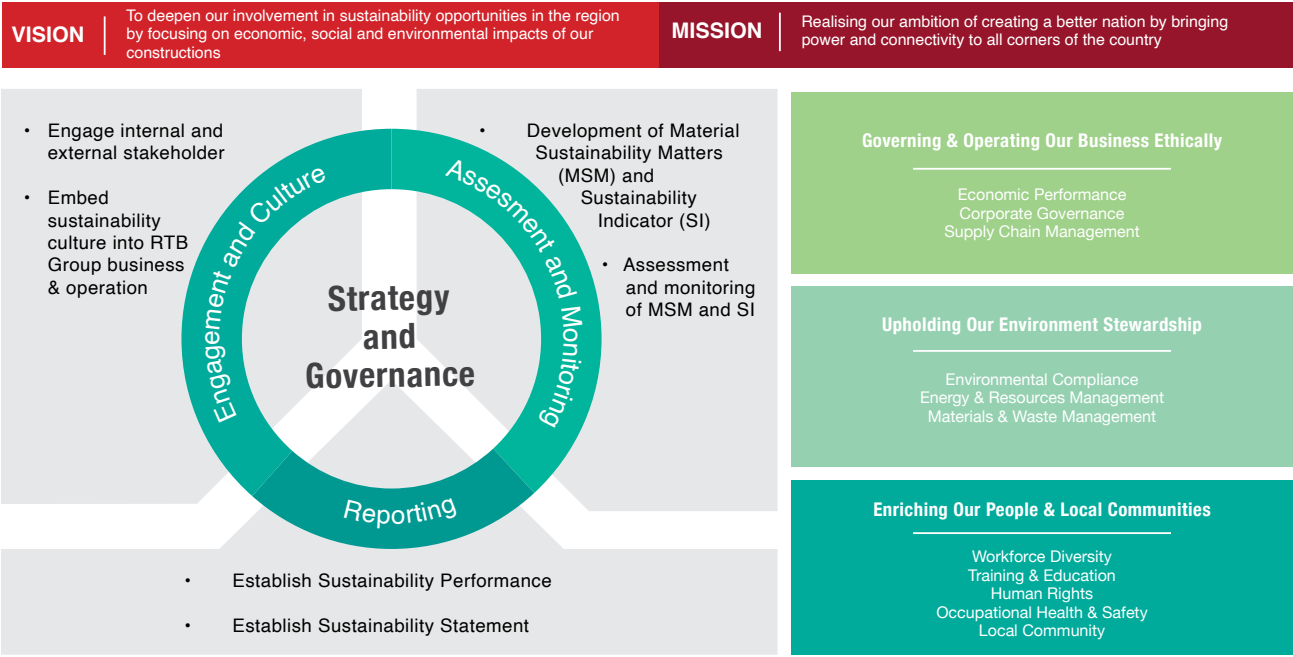 VISION
To deepen our involvement in sustainability opportunities in the region
by focusing on economic, social and environmental impacts of our
constructions
MISSION
Realising our ambition of creating a better nation by bringing
power and connectivity to all corners of the country
• Engage internal and
external stakeholder
• Embed
sustainability
culture into RTB
Group business
& operation
Engagement and Culture
Assesment and Monitoring
Reporting
Strategy
and
Governance
• Development of Material
Sustainability Matters
(MSM) and
Sustainability
Indicator (SI)
• Assessment
and monitoring
of MSM and SI
• Establish Sustainability Performance
• Establish Sustainability Statement
Governing & Operating Our Business Ethically
Economic Performance
Corporate Governance
Supply Chain Management
Upholding Our Environment Stewardship
Environmental Compliance
Energy & Resources Management
Materials & Waste Management
Enriching Our People & Local Communities
Workforce Diversity
Training & Education
Human Rights
Occupational Health & Safety
Local Community